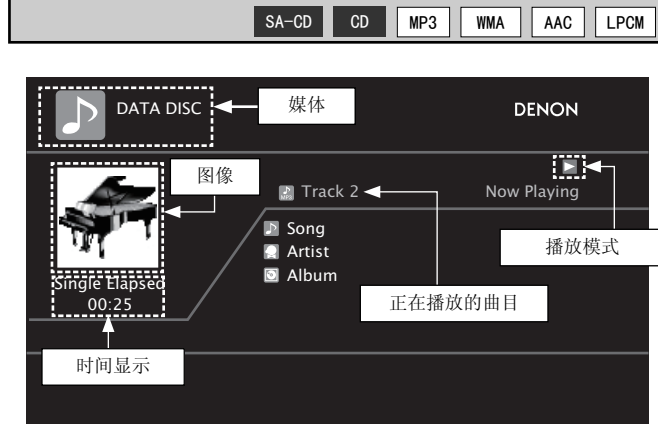 SA-CD CD MP3 WMA AAC LPCM
DATA DISC 媒体 DENON
图像
Track 2 Now Playing
Song
播放模式
Artist
Album
Single Elapsed
00:25
正在播放的曲目
时间显示